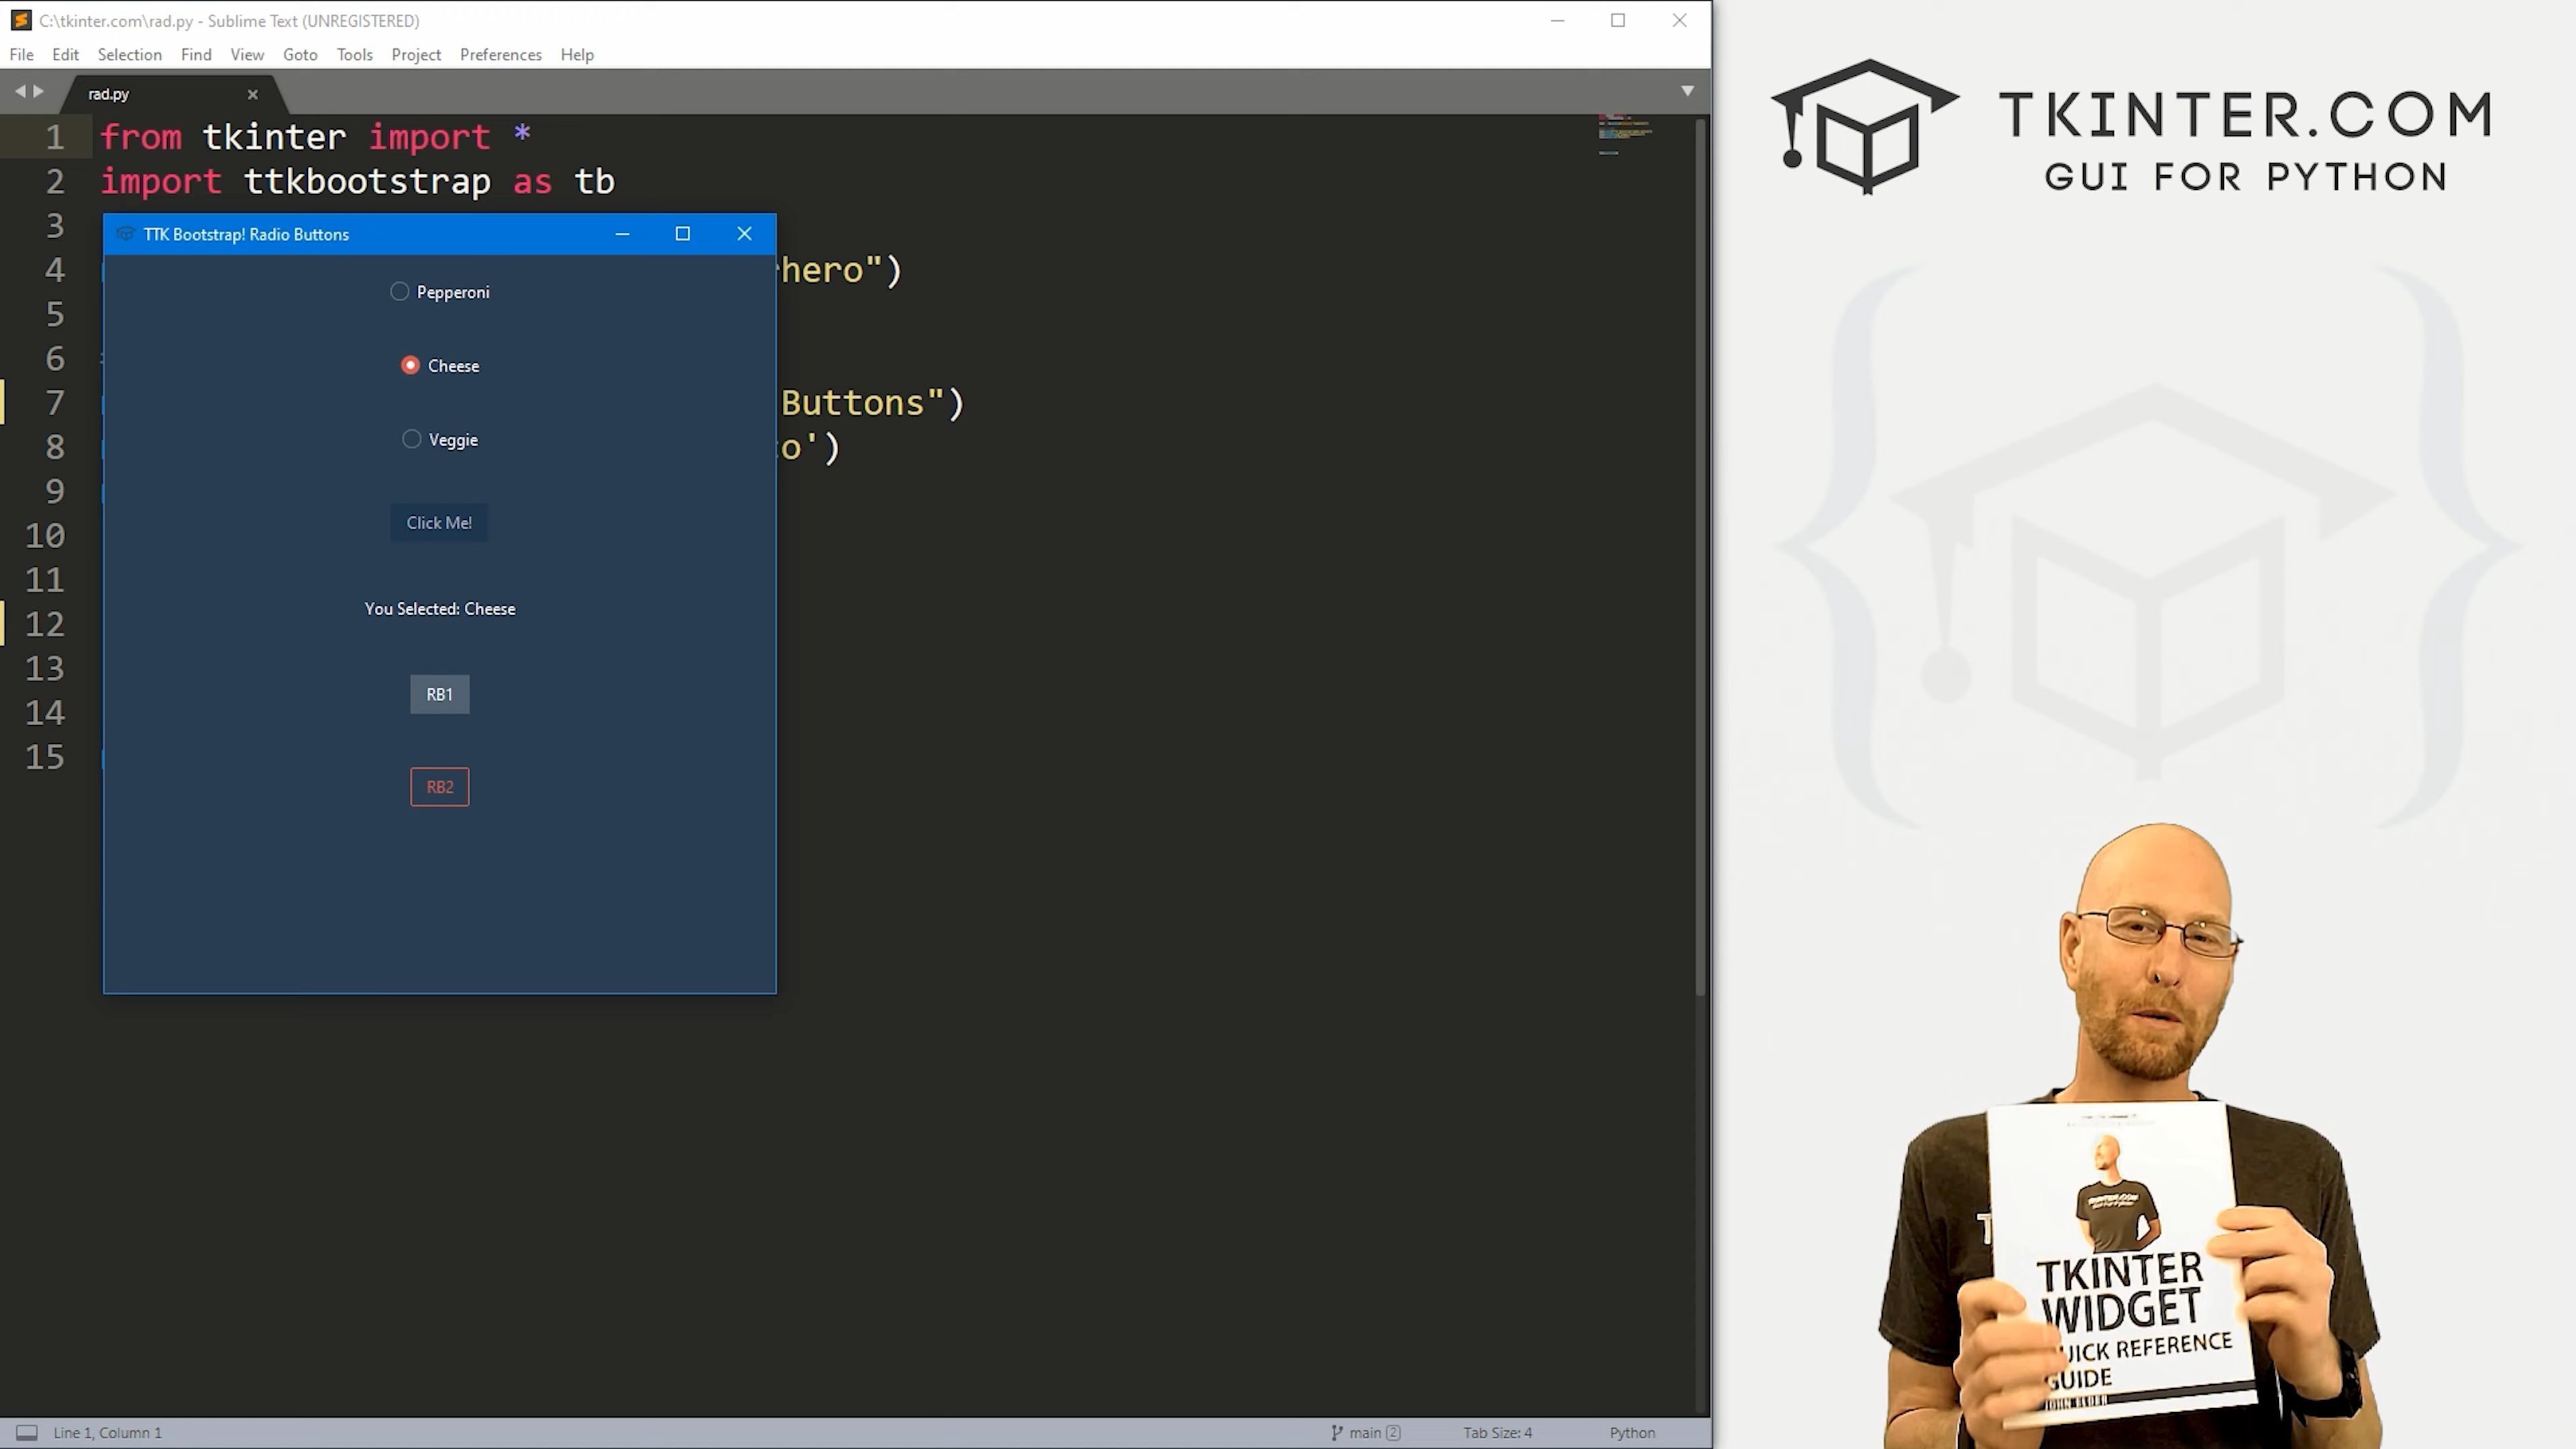 C:\tkinter.com\rad.py - Sublime Text (UNREGISTERED)
File Edit Selection Find View Goto Tools Project Preferences Help
rad.py
1 from tkinter import *
2 import ttkbootstrap as tb
3
TTK Bootstrap! Radio Buttons
4 hero")
5
6
7 Buttons")
8 o')
9
10
11
12
13
14
15
Pepperoni
Cheese
Veggie
Click Me!
You Selected: Cheese
RB1
RB2
Line 1, Column 1
main 2
Tab Size: 4
Python
TKINTER.COM
GUI FOR PYTHON
TKINTER
WIDGET
UICK REFERENCE
GUIDE